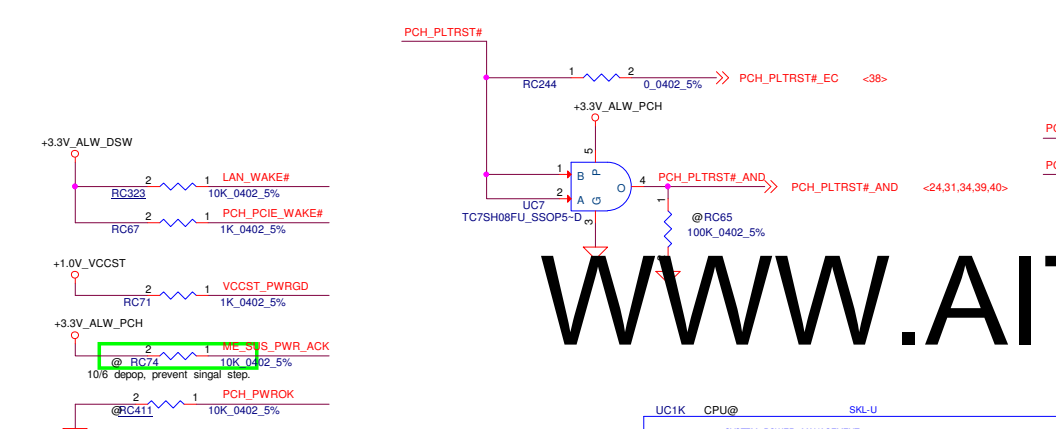 PCH_PLTRST#
1 2
RC244 0_0402_5%
PCH_PLTRST#_EC <38>
+3.3V_ALW_PCH
5
1 B P
2 A G O 4
UC7
TC7SH08FU_SSOP5~D
3
PCH_PLTRST#_AND
PCH_PLTRST#_AND <24,31,34,39,40>
1
@RC65
100K_0402_5%
+3.3V_ALW_DSW
2 1 LAN_WAKE#
RC323 10K_0402_5%
2 1 PCH_PCIE_WAKE#
RC67 1K_0402_5%
+1.0V_VCCST
2 1 VCCST_PWRGD
RC71 1K_0402_5%
+3.3V_ALW_PCH
2 1 ME_SUS_PWR_ACK
@ RC74 10K_0402_5%
10/6 depop, prevent singal step.
2 1 PCH_PWROK
@RC411 10K_0402_5%
WWW.AI
UC1K CPU@ SKL-U